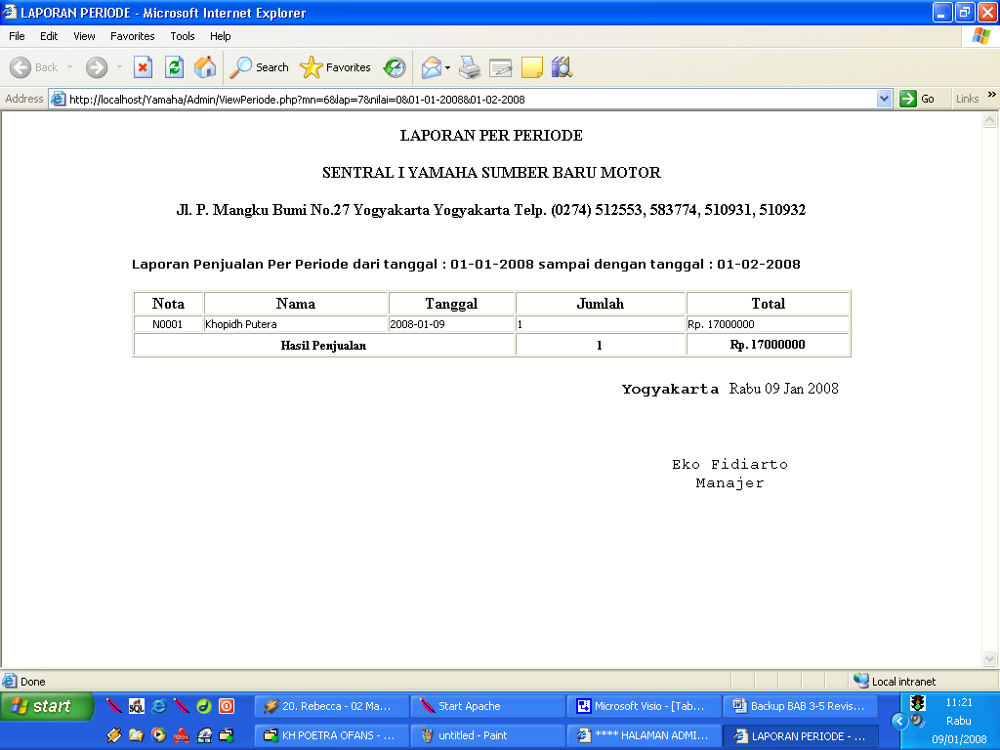 LAPORAN PERIODE - Microsoft Internet Explorer
File Edit View Favorites Tools Help
Back Search Favorites
Address http://localhost/Yamaha/Admin/ViewPeriode.php?mn=6&lap=7&nilai=0&01-01-2008&01-02-2008 Go Links »
LAPORAN PER PERIODE
SENTRAL I YAMAHA SUMBER BARU MOTOR
Jl. P. Mangku Bumi No.27 Yogyakarta Yogyakarta Telp. (0274) 512553, 583774, 510931, 510932
Laporan Penjualan Per Periode dari tanggal : 01-01-2008 sampai dengan tanggal : 01-02-2008
Nota Nama Tanggal Jumlah Total
N0001 Khopidh Putera 2008-01-09 1 Rp. 17000000
Hasil Penjualan 1 Rp. 17000000
Yogyakarta Rabu 09 Jan 2008
Eko Fidiarto
Manajer
Done Local intranet
start SQL 20. Rebecca - 02 Ma... Start Apache Microsoft Visio - [Tab... Backup BAB 3-5 Revis... 11:21
Rabu
KH POETRA OFANS - ... untitled - Paint **** HALAMAN ADMI... LAPORAN PERIODE - ... 09/01/2008